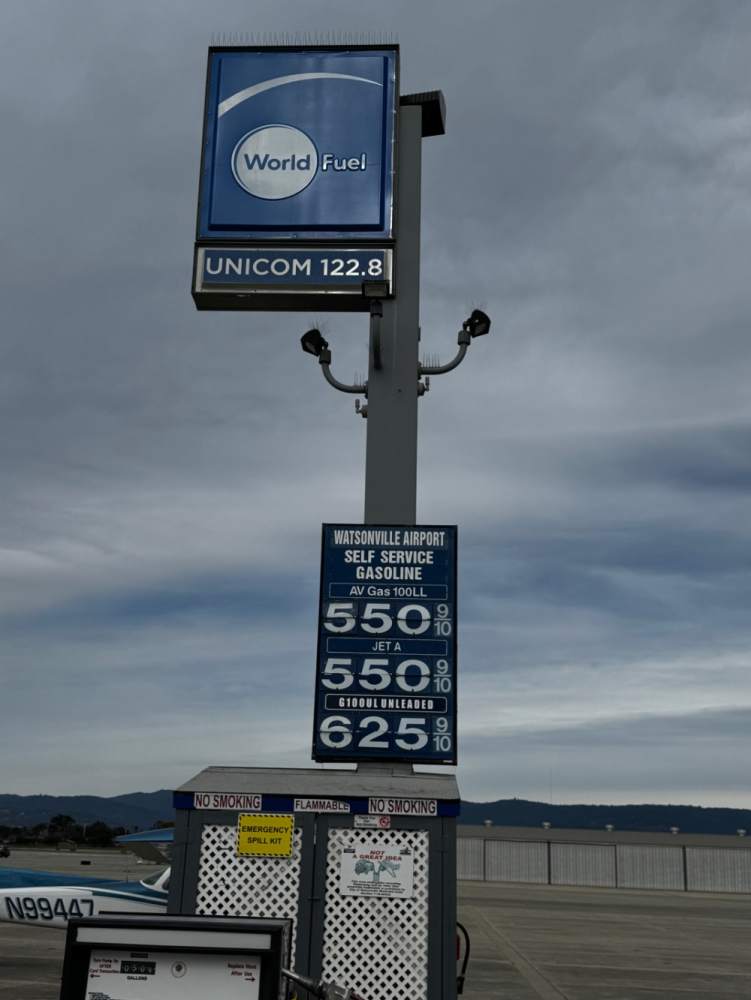 World Fuel
UNICOM 122.8
WATSONVILLE AIRPORT
SELF SERVICE
GASOLINE
AV Gas 100LL
550 9/10
JET A
550 9/10
G100UL UNLEADED
625 9/10
NO SMOKING
FLAMMABLE
NO SMOKING
EMERGENCY
SPILL KIT
NOT
A GREAT IDEA
N99447
GALLONS
After Use